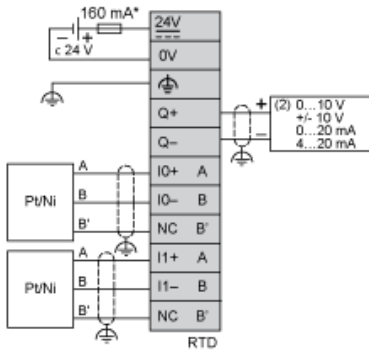 160 mA*
24V
− +
c 24 V
0V
Q+
+ (2) 0...10 V
+/- 10 V
Q−
− 0...20 mA
4...20 mA
A I0+ A
Pt/Ni B I0− B
B' NC B'
A I1+ A
Pt/Ni B I1− B
B' NC B'
RTD